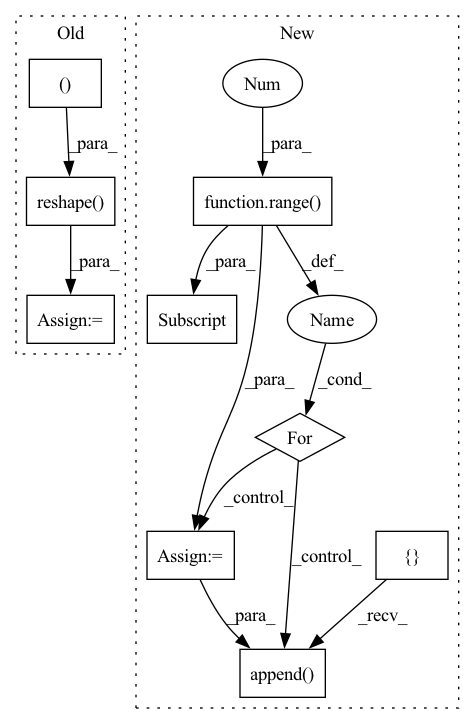 Old
New
()
Num
_para_
_para_
reshape()
function.range()
_para_
_para_
_def_
Assign:=
Subscript
Name
_para_
_cond_
For
_control_
Assign:=
_control_
{}
_para_
_recv_
append()